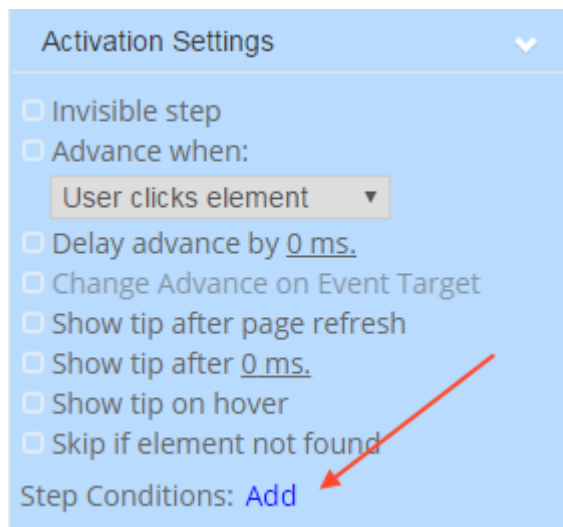 Activation Settings
Invisible step
Advance when:
User clicks element
Delay advance by 0 ms.
Change Advance on Event Target
Show tip after page refresh
Show tip after 0 ms.
Show tip on hover
Skip if element not found
Step Conditions: Add